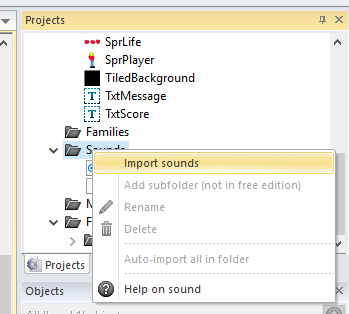 Projects
SprLife
SprPlayer
TiledBackground
T TxtMessage
T TxtScore
Families
Sounds
Import sounds
Add subfolder (not in free edition)
Rename
Delete
Auto-import all in folder
Help on sound
M
F
Projects
Objects